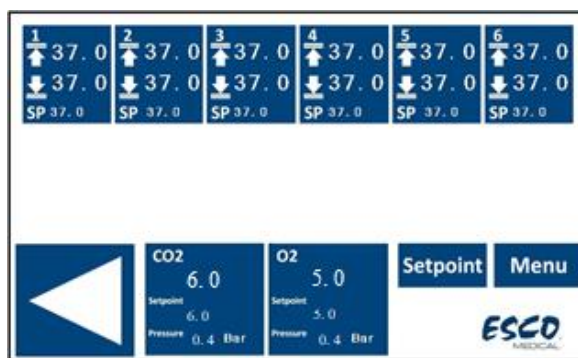 1 2 3 4 5 6
37.0 37.0 37.0 37.0 37.0 37.0
37.0 37.0 37.0 37.0 37.0 37.0
SP 37.0 SP 37.0 SP 37.0 SP 37.0 SP 37.0 SP 37.0
CO2
6.0
Setpoint
6.0
Pressure 0.4 Bar
O2
5.0
Setpoint
5.0
Pressure 0.4 Bar
Setpoint Menu
ESCO
MEDICAL